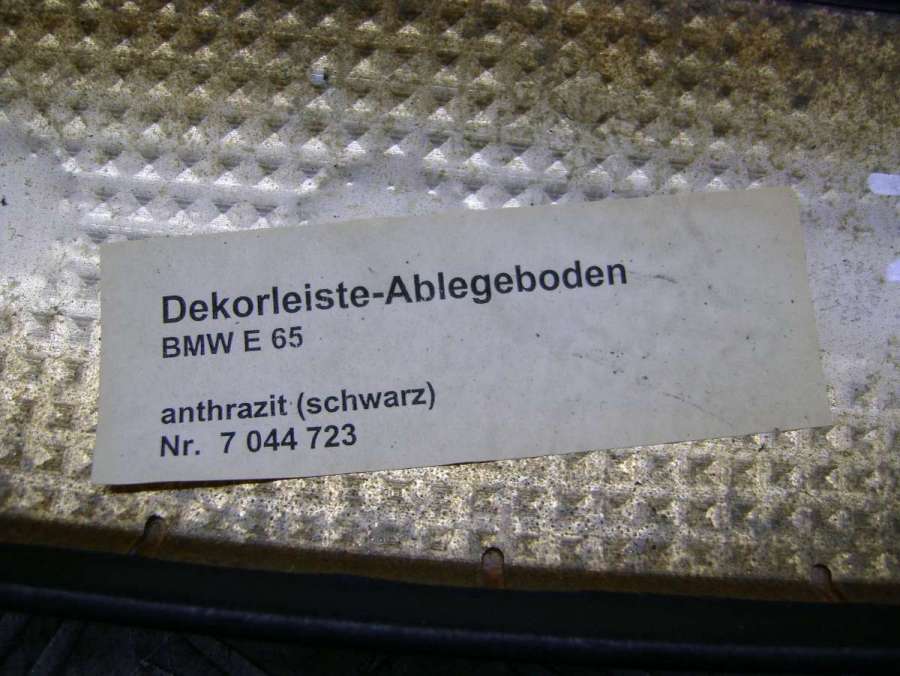 Dekorleiste-Ablegeboden
BMW E 65
anthrazit (schwarz)
Nr. 7 044 723